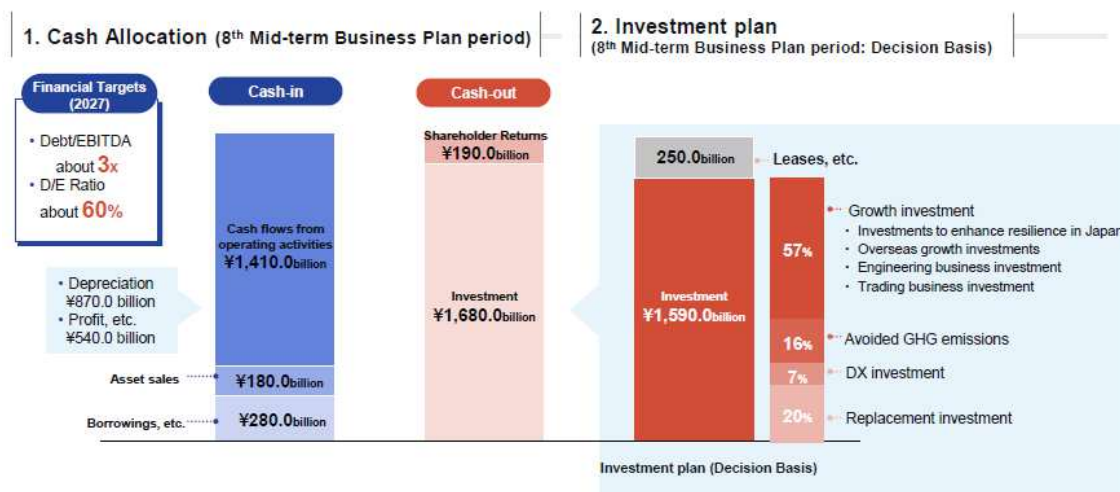 1. Cash Allocation (8th Mid-term Business Plan period)
Financial Targets
(2027)
• Debt/EBITDA
about 3x
• D/E Ratio
about 60%
Cash-in
Cash-out
Cash flows from
operating activities
¥1,410.0billion
• Depreciation
¥870.0 billion
• Profit, etc.
¥540.0 billion
Asset sales
¥180.0billion
Borrowings, etc.
¥280.0billion
Shareholder Returns
¥190.0billion
Investment
¥1,680.0billion
2. Investment plan
(8th Mid-term Business Plan period: Decision Basis)
250.0billion
Leases, etc.
Investment
¥1,590.0billion
57%
Growth investment
・ Investments to enhance resilience in Japan
・ Overseas growth investments
・ Engineering business investment
・ Trading business investment
16%
Avoided GHG emissions
7%
DX investment
20%
Replacement investment
Investment plan (Decision Basis)